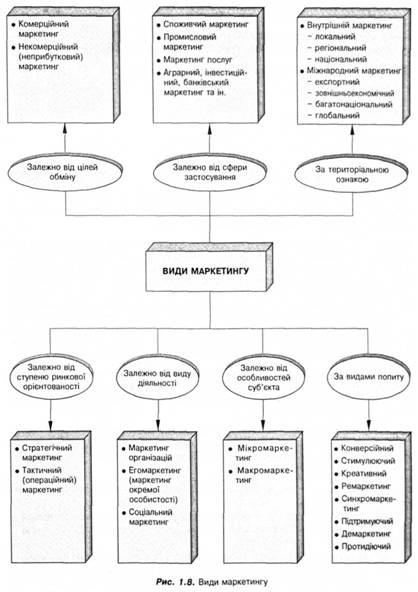 ● Комерційний
маркетинг
● Некомерційний
(неприбутковий)
маркетинг
● Споживчий маркетинг
● Промисловий
маркетинг
● Маркетинг послуг
● Аграрний, інвестицій-
ний, банківський
маркетинг та ін.
● Внутрішній маркетинг
– локальний
– регіональний
– національний
● Міжнародний маркетинг
– експортний
– зовнішньоекономічний
– багатонаціональний
– глобальний
Залежно від цілей
обміну
Залежно від сфери
застосування
За територіальною
ознакою
ВИДИ МАРКЕТИНГУ
Залежно від
ступеню ринкової
орієнтованості
Залежно від виду
діяльності
Залежно від
особливостей
суб'єкта
За видами попиту
● Стратегічний
маркетинг
● Тактичний
(операційний)
маркетинг
● Маркетинг
організацій
● Егомаркетинг
(маркетинг
окремої
особистості)
● Соціальний
маркетинг
● Мікромарке-
тинг
● Макромарке-
тинг
● Конверсійний
● Стимулюючий
● Креативний
● Ремаркетинг
● Синхромарке-
тинг
● Підтримуючий
● Демаркетинг
● Протидіючий
Рис. 1.8. Види маркетингу